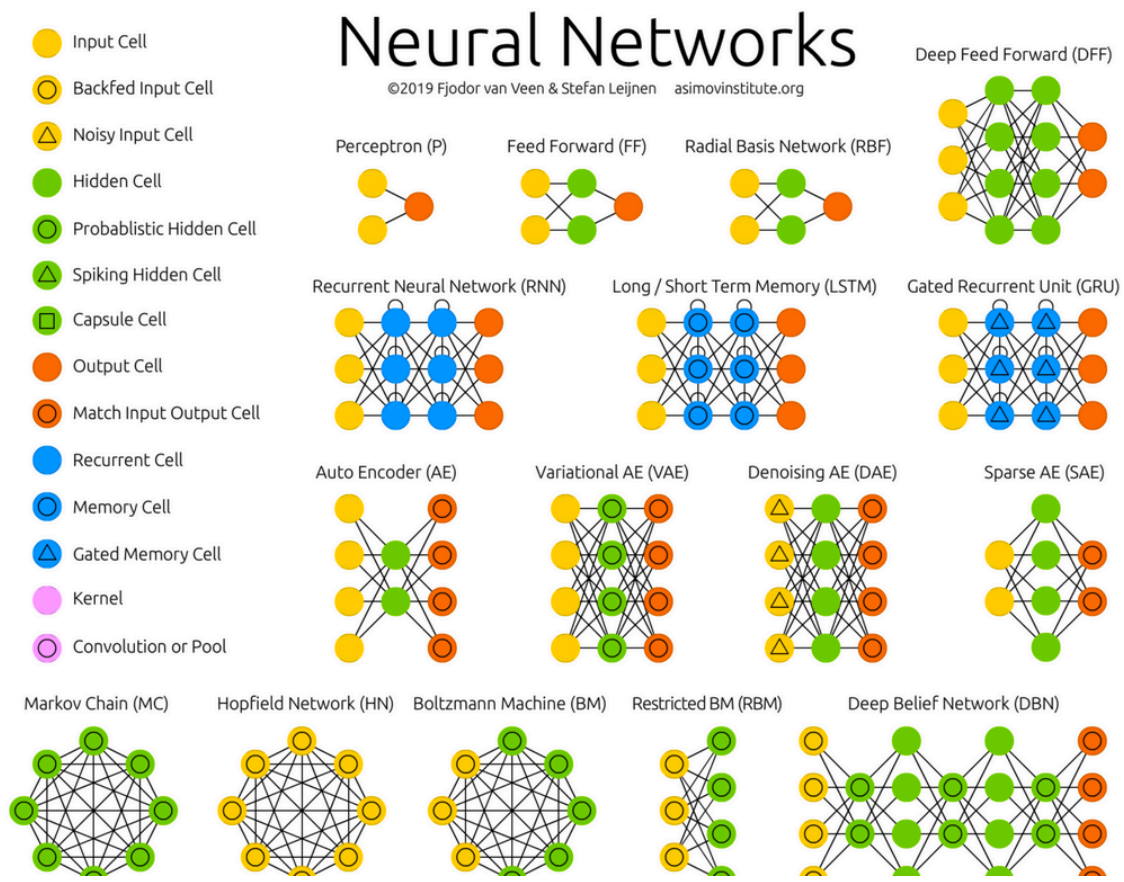 Neural Networks
©2019 Fjodor van Veen & Stefan Leijnen asimovinstitute.org
Input Cell
Backfed Input Cell
Noisy Input Cell
Hidden Cell
Probablistic Hidden Cell
Spiking Hidden Cell
Capsule Cell
Output Cell
Match Input Output Cell
Recurrent Cell
Memory Cell
Gated Memory Cell
Kernel
Convolution or Pool
Deep Feed Forward (DFF)
Perceptron (P)
Feed Forward (FF)
Radial Basis Network (RBF)
Recurrent Neural Network (RNN)
Long / Short Term Memory (LSTM)
Gated Recurrent Unit (GRU)
Auto Encoder (AE)
Variational AE (VAE)
Denoising AE (DAE)
Sparse AE (SAE)
Markov Chain (MC)
Hopfield Network (HN)
Boltzmann Machine (BM)
Restricted BM (RBM)
Deep Belief Network (DBN)